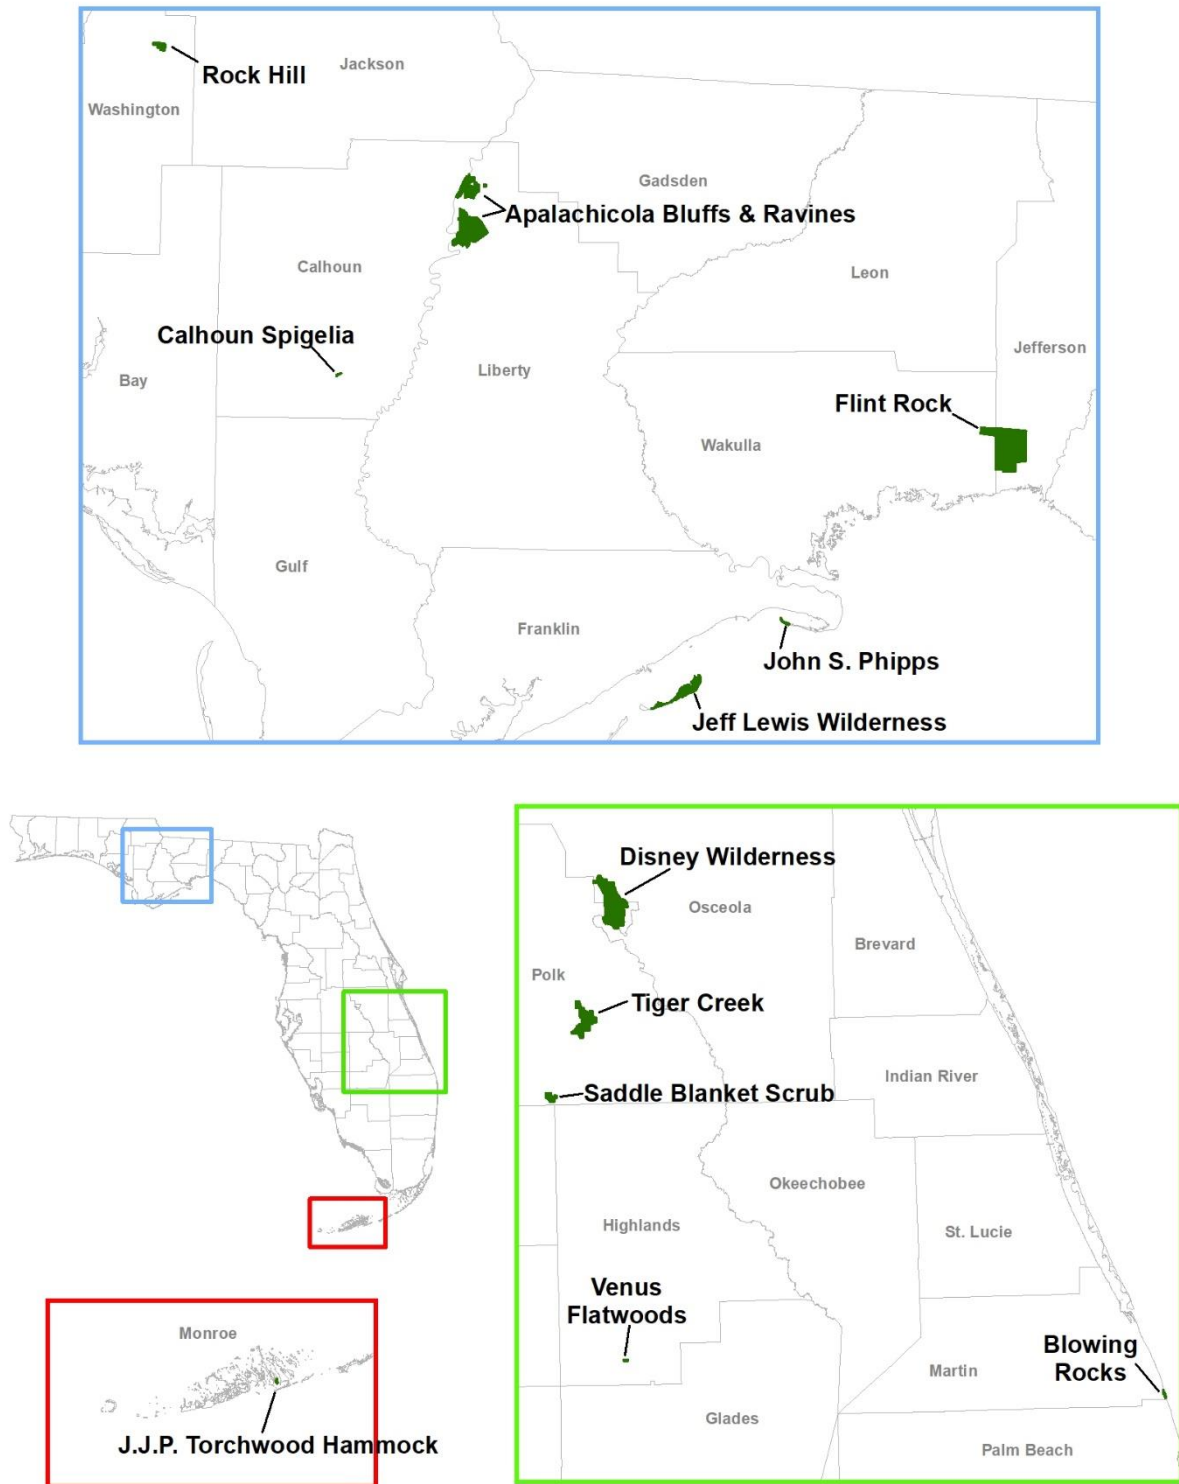 Rock Hill
Jackson
Washington
Gadsden
Apalachicola Bluffs & Ravines
Calhoun
Leon
Calhoun Spigelia
Jefferson
Liberty
Bay
Flint Rock
Wakulla
Gulf
Franklin
John S. Phipps
Jeff Lewis Wilderness
Disney Wilderness
Osceola
Brevard
Polk
Tiger Creek
Indian River
Saddle Blanket Scrub
Okeechobee
Highlands
St. Lucie
Venus
Flatwoods
Blowing
Rocks
Martin
Glades
Palm Beach
Monroe
J.J.P. Torchwood Hammock